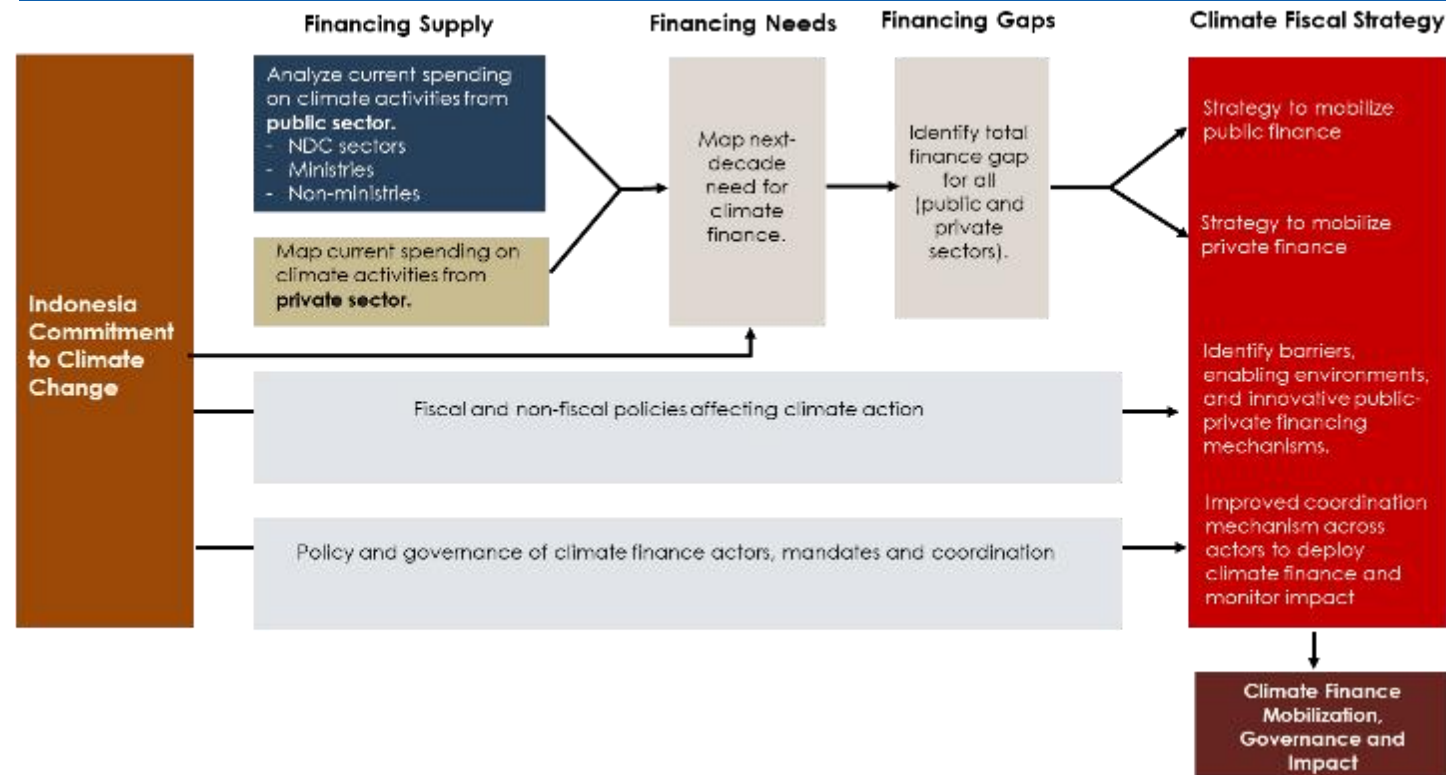 Financing Supply
Financing Needs
Financing Gaps
Climate Fiscal Strategy
Indonesia
Commitment
to Climate
Change
Analyze current spending
on climate activities from
public sector.
- NDC sectors
- Ministries
- Non-ministries
Map current spending on
climate activities from
private sector.
Map next-
decade
need for
climate
finance.
Identify total
finance gap
for all
(public and
private
sectors).
Strategy to mobilize
public finance
Strategy to mobilize
private finance
Fiscal and non-fiscal policies affecting climate action
Identify barriers,
enabling environments,
and innovative public-
private financing
mechanisms.
Policy and governance of climate finance actors, mandates and coordination
Improved coordination
mechanism across
actors to deploy
climate finance and
monitor impact
Climate Finance
Mobilization,
Governance and
Impact